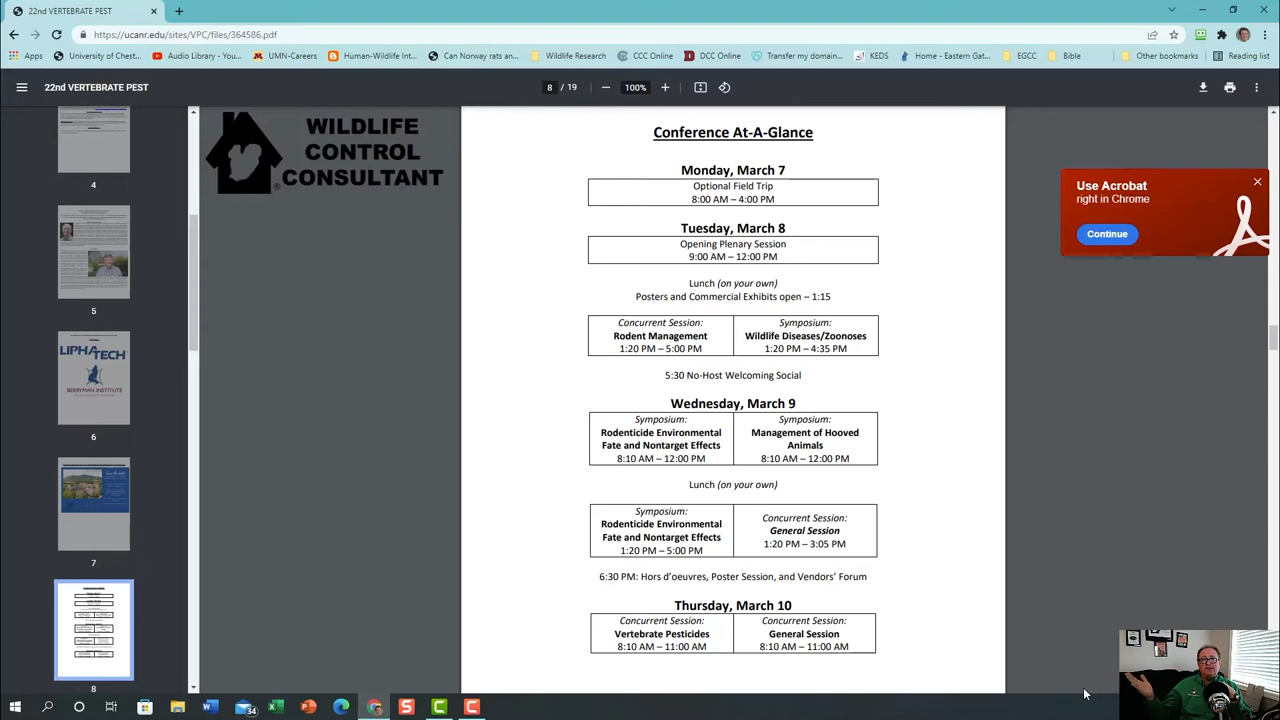 22nd VERTEBRATE PEST
ucanr.edu/sites/VPC/files/364586.pdf
Apps
University of Chest...
Audio Library - You...
UMN-Careers
Human-Wildlife Int...
Can Norway rats an...
Wildlife Research
CCC Online
DCC Online
Transfer my domain...
KEDS
Home - Eastern Gat...
EGCC
Bible
Other bookmarks
Reading list
22nd VERTEBRATE PEST
8 / 19
100%
4
5
LIPHATECH
BERRYMAN INSTITUTE
6
7
8
WILDLIFE
CONTROL
CONSULTANT
®
Conference At-A-Glance
Monday, March 7
Optional Field Trip
8:00 AM – 4:00 PM
Tuesday, March 8
Opening Plenary Session
9:00 AM – 12:00 PM
Lunch (on your own)
Posters and Commercial Exhibits open – 1:15
Concurrent Session:
Rodent Management
1:20 PM – 5:00 PM
Symposium:
Wildlife Diseases/Zoonoses
1:20 PM – 4:35 PM
5:30 No-Host Welcoming Social
Wednesday, March 9
Symposium:
Rodenticide Environmental
Fate and Nontarget Effects
8:10 AM – 12:00 PM
Symposium:
Management of Hooved
Animals
8:10 AM – 12:00 PM
Lunch (on your own)
Symposium:
Rodenticide Environmental
Fate and Nontarget Effects
1:20 PM – 5:00 PM
Concurrent Session:
General Session
1:20 PM – 3:05 PM
6:30 PM: Hors d'oeuvres, Poster Session, and Vendors' Forum
Thursday, March 10
Concurrent Session:
Vertebrate Pesticides
8:10 AM – 11:00 AM
Concurrent Session:
General Session
8:10 AM – 11:00 AM
Use Acrobat
right in Chrome
Continue
34